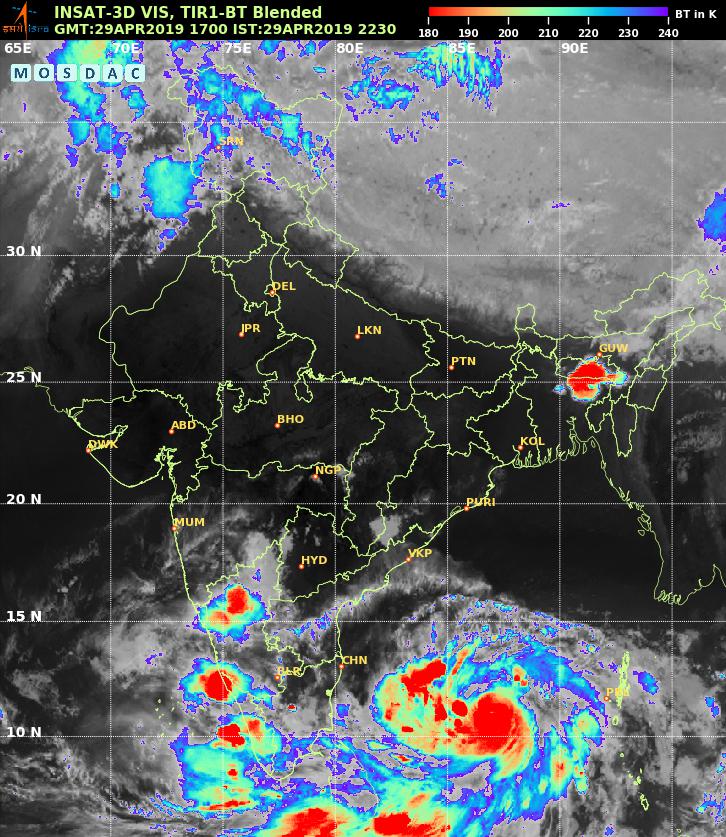 INSAT-3D VIS, TIR1-BT Blended
GMT:29APR2019 1700 IST:29APR2019 2230
BT in K
180 190 200 210 220 230 240
65E 70E 75E 80E 85E 90E
M O S D A C
SRN
30 N
DEL
JPR
LKN
GUW
PTN
25 N
BHO
ABD
DWK
KOL
NGP
20 N
PURI
MUM
VKP
HYD
15 N
CHN
BLR
10 N